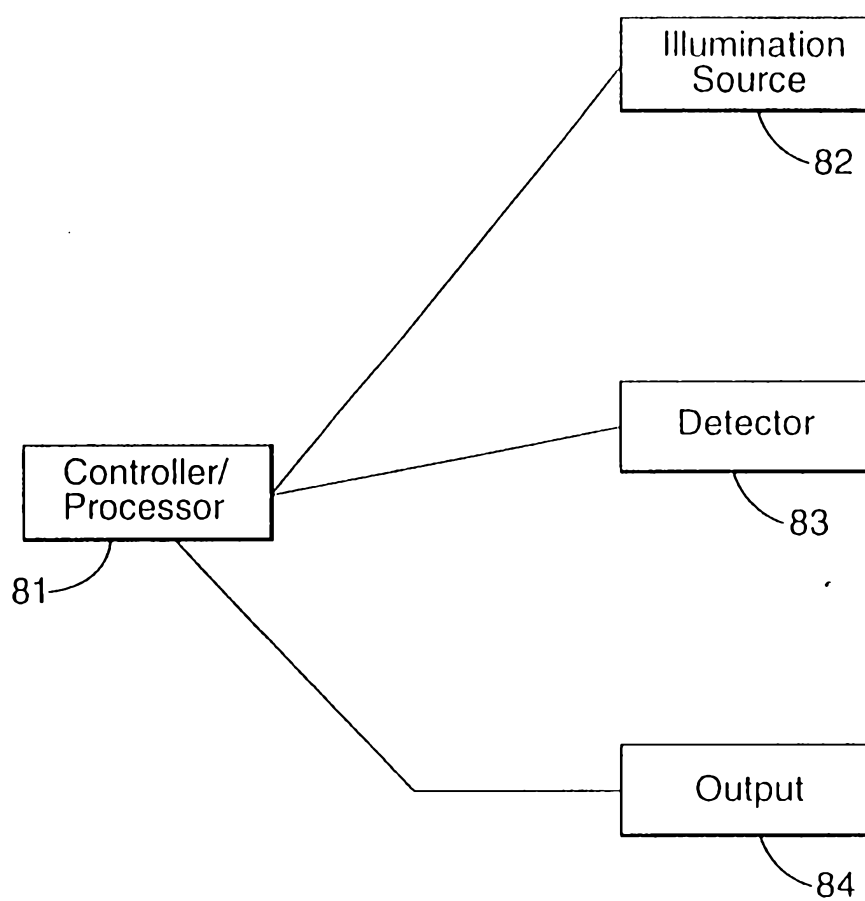 Illumination
Source
82
Detector
83
Controller/
Processor
81
Output
84